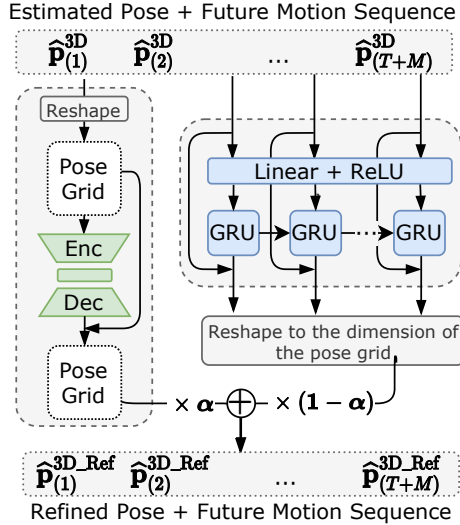 Estimated Pose + Future Motion Sequence
p̂^{3D}_{(1)} p̂^{3D}_{(2)} ... p̂^{3D}_{(T+M)}
Reshape
Pose
Grid
Enc
Dec
Pose
Grid
Linear + ReLU
GRU GRU ... GRU
Reshape to the dimension of
the pose grid
× α + × (1 − α)
p̂^{3D_Ref}_{(1)} p̂^{3D_Ref}_{(2)} ... p̂^{3D_Ref}_{(T+M)}
Refined Pose + Future Motion Sequence